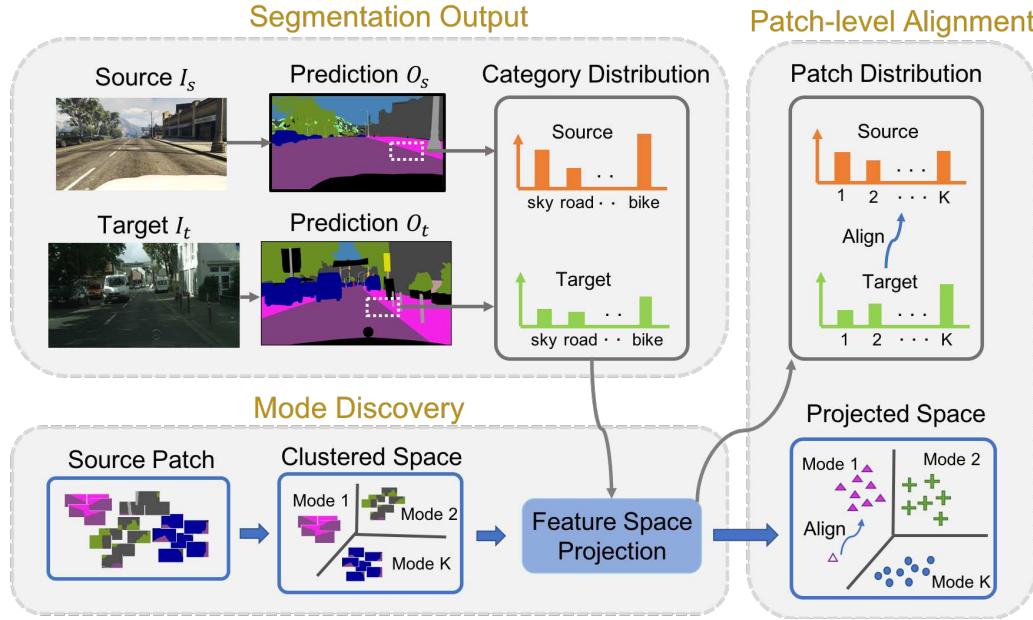 Segmentation Output
Source I_s
Prediction O_s
Category Distribution
Source
sky road · · bike
Target I_t
Prediction O_t
Target
sky road · · bike
Patch-level Alignment
Patch Distribution
Source
1 2 · · · K
Align
Target
1 2 · · · K
Mode Discovery
Source Patch
Clustered Space
Mode 1
Mode 2
Mode K
Feature Space
Projection
Projected Space
Mode 1
Mode 2
Align
Mode K